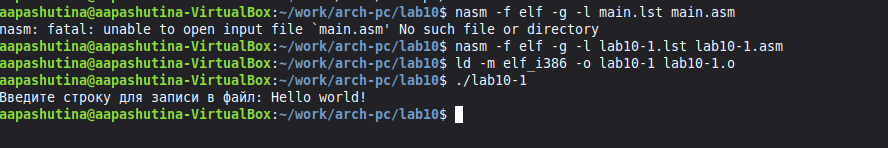 aapashutina@aapashutina-VirtualBox:~/work/arch-pc/lab10$ nasm -f elf -g -l main.lst main.asm
nasm: fatal: unable to open input file `main.asm' No such file or directory
aapashutina@aapashutina-VirtualBox:~/work/arch-pc/lab10$ nasm -f elf -g -l lab10-1.lst lab10-1.asm
aapashutina@aapashutina-VirtualBox:~/work/arch-pc/lab10$ ld -m elf_i386 -o lab10-1 lab10-1.o
aapashutina@aapashutina-VirtualBox:~/work/arch-pc/lab10$ ./lab10-1
Введите строку для записи в файл: Hello world!
aapashutina@aapashutina-VirtualBox:~/work/arch-pc/lab10$